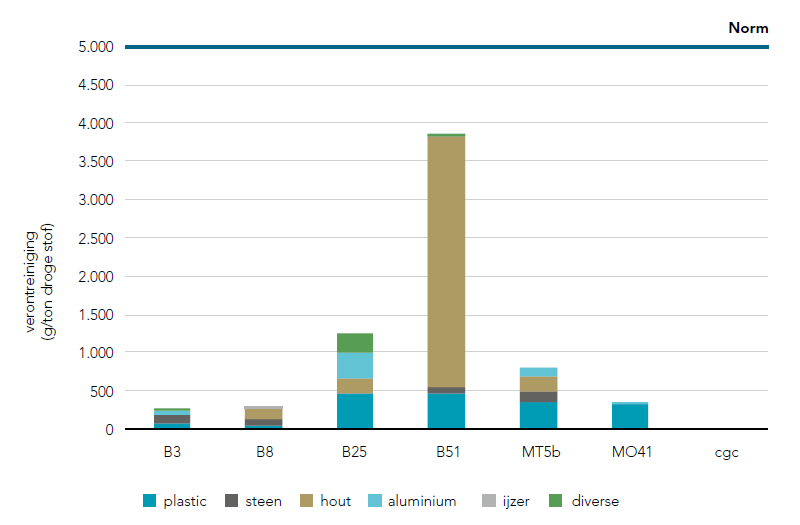 Norm
5.000
4.500
4.000
3.500
3.000
2.500
2.000
1.500
1.000
500
0
verontreiniging
(g/ton droge stof)
B3 B8 B25 B51 MT5b MO41 cgc
plastic steen hout aluminium ijzer diverse